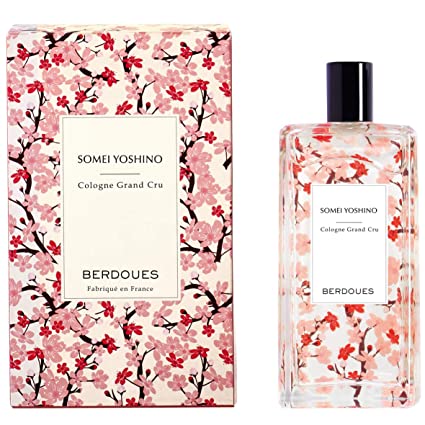 SOMEI YOSHINO
Cologne Grand Cru
BERDOUES
Fabriqué en France
SOMEI YOSHINO
Cologne Grand Cru
BERDOUES